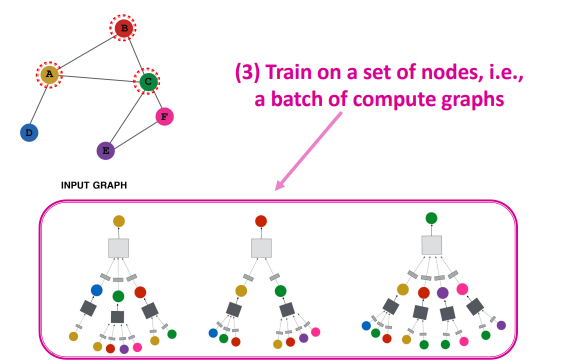 B
A
C
D
E
F
(3) Train on a set of nodes, i.e.,
a batch of compute graphs
INPUT GRAPH